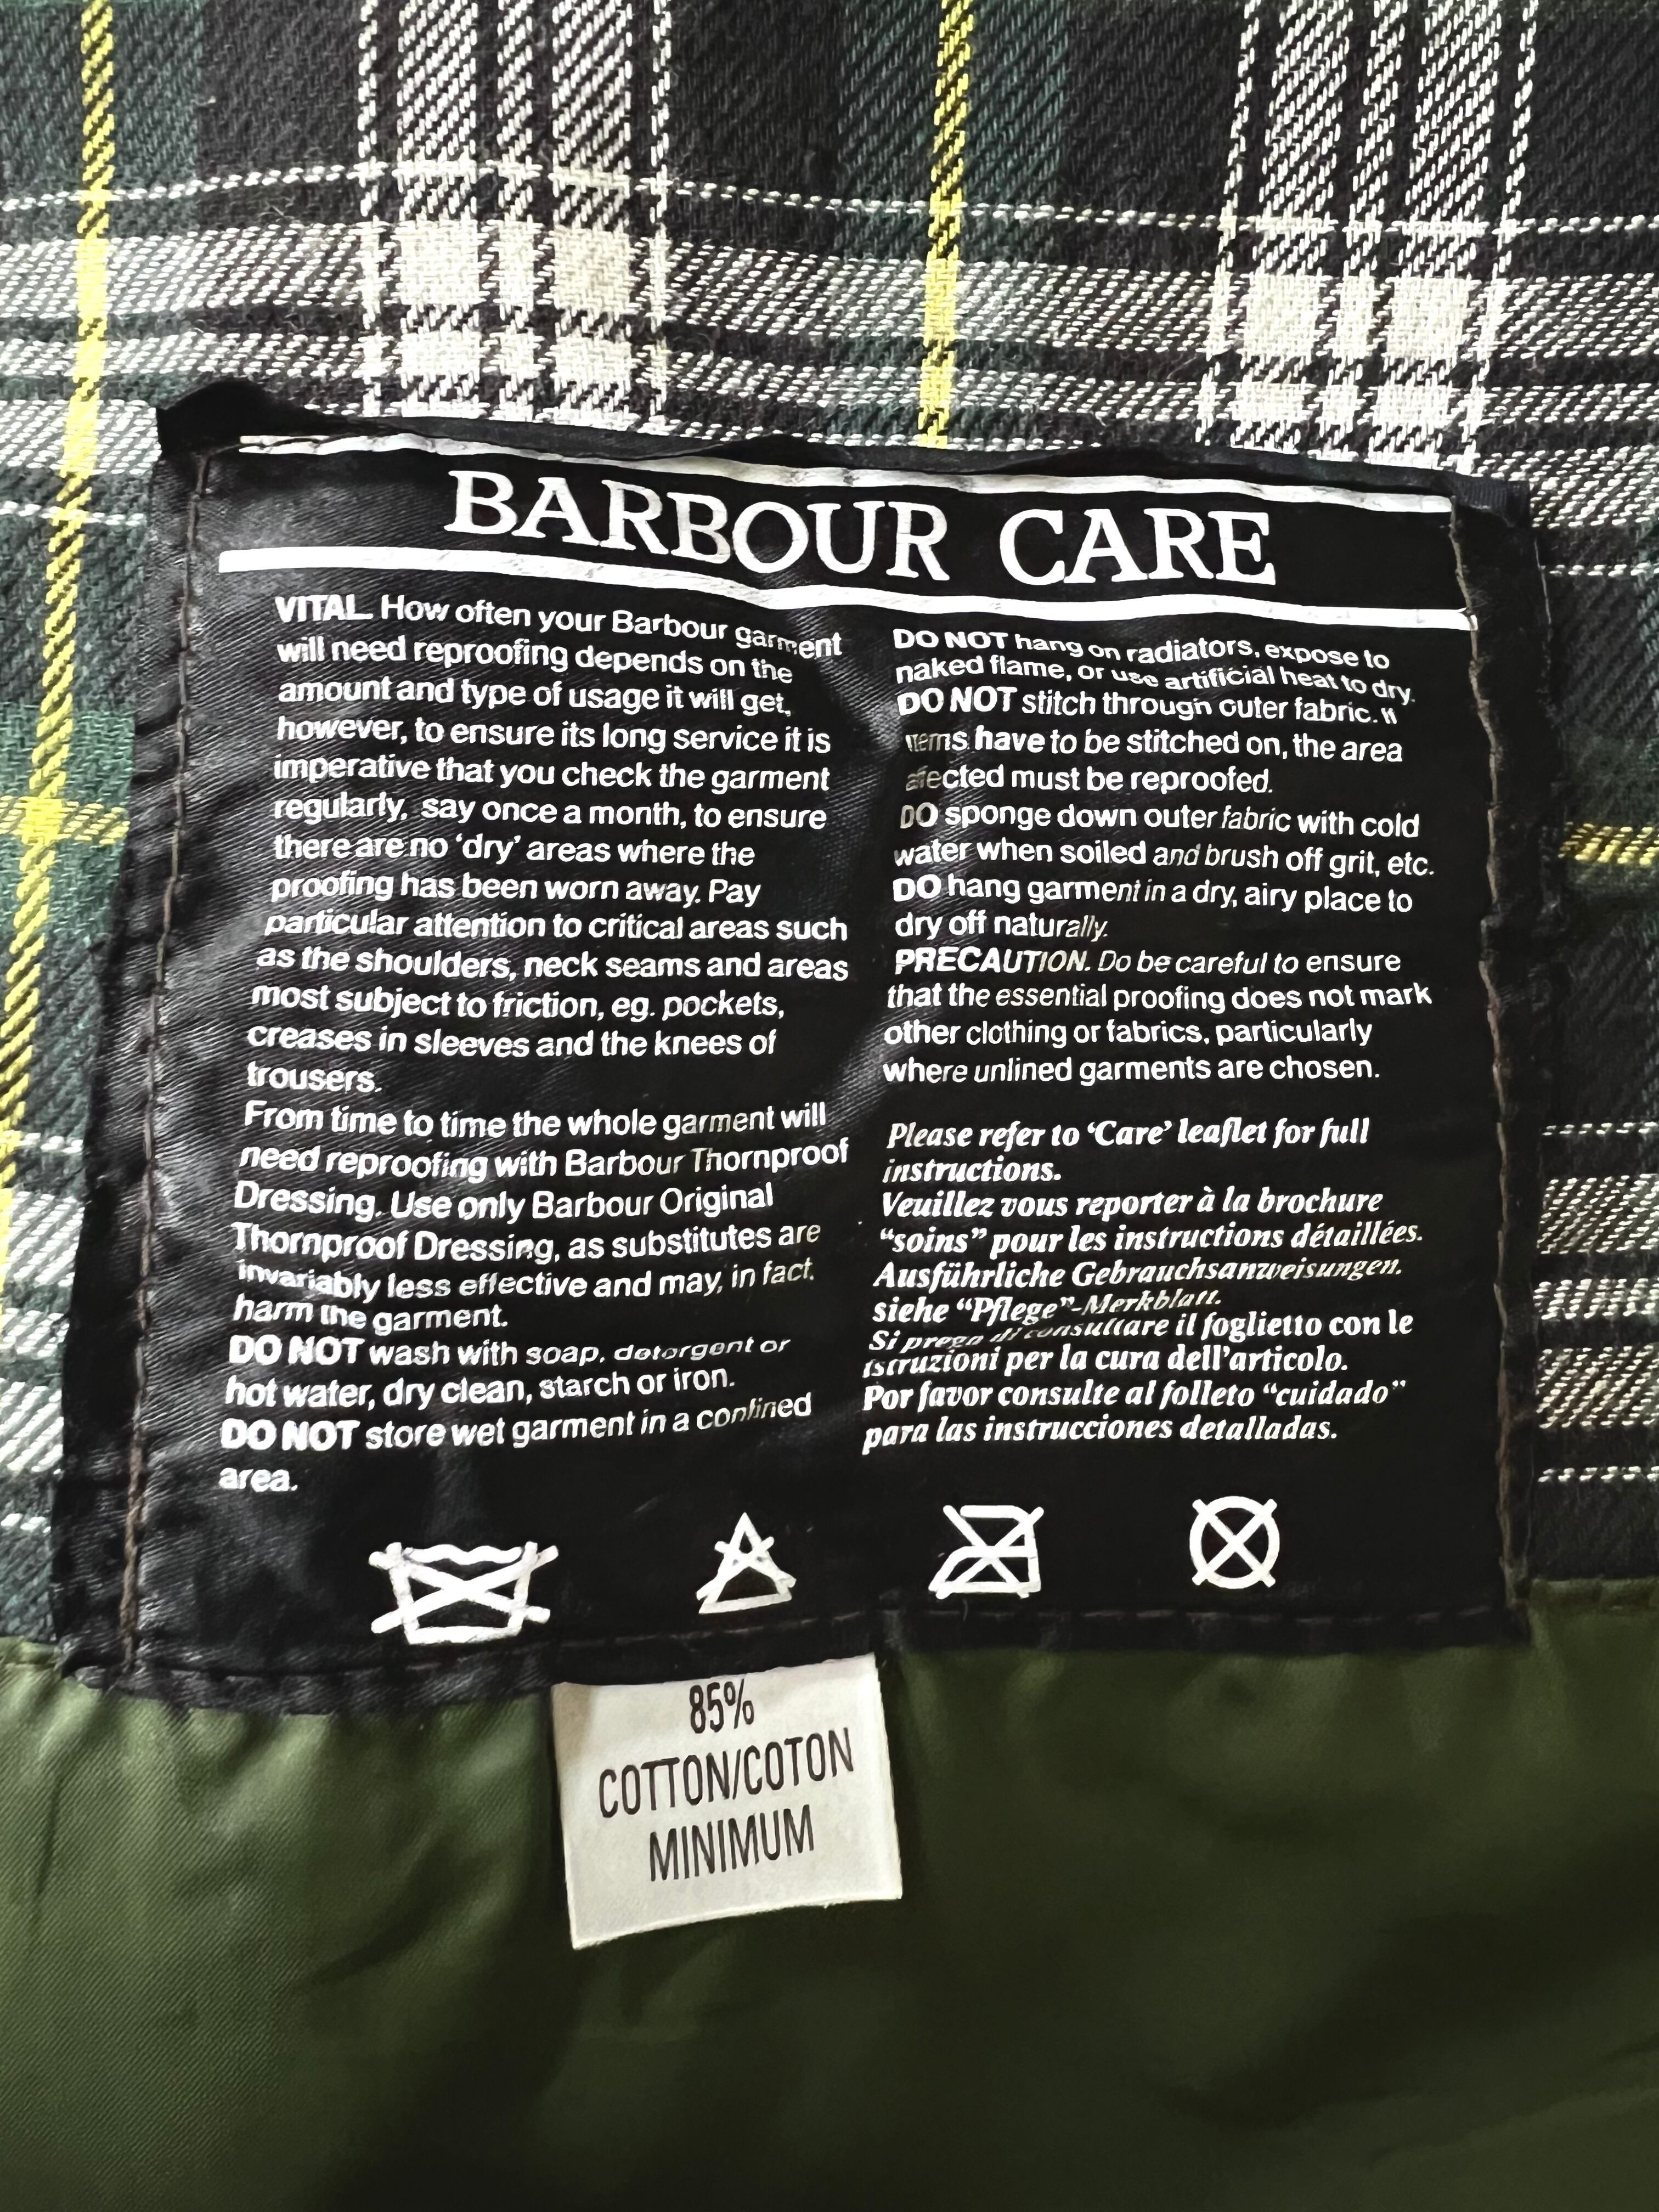 BARBOUR CARE
VITAL. How often your Barbour garment
will need reproofing depends on the
amount and type of usage it will get,
however, to ensure its long service it is
imperative that you check the garment
regularly, say once a month, to ensure
there are no ‘dry’ areas where the
proofing has been worn away. Pay
particular attention to critical areas such
as the shoulders, neck seams and areas
most subject to friction, eg. pockets,
creases in sleeves and the knees of
trousers.
From time to time the whole garment will
need reproofing with Barbour Thornproof
Dressing. Use only Barbour Original
Thornproof Dressing, as substitutes are
invariably less effective and may, in fact,
harm the garment.
DO NOT wash with soap, detergent or
hot water, dry clean, starch or iron.
DO NOT store wet garment in a confined
area.
DO NOT hang on radiators, expose to
naked flame, or use artificial heat to dry.
DO NOT stitch through outer fabric. If
items have to be stitched on, the area
affected must be reproofed.
DO sponge down outer fabric with cold
water when soiled and brush off grit, etc.
DO hang garment in a dry, airy place to
dry off naturally.
PRECAUTION. Do be careful to ensure
that the essential proofing does not mark
other clothing or fabrics, particularly
where unlined garments are chosen.
Please refer to ‘Care’ leaflet for full
instructions.
Veuillez vous reporter à la brochure
“soins” pour les instructions détaillées.
Ausführliche Gebrauchsanweisungen.
siehe “Pflege”-Merkblatt.
Si prega di consultare il foglietto con le
istruzioni per la cura dell’articolo.
Por favor consulte al folleto “cuidado”
para las instrucciones detalladas.
85%
COTTON/COTON
MINIMUM